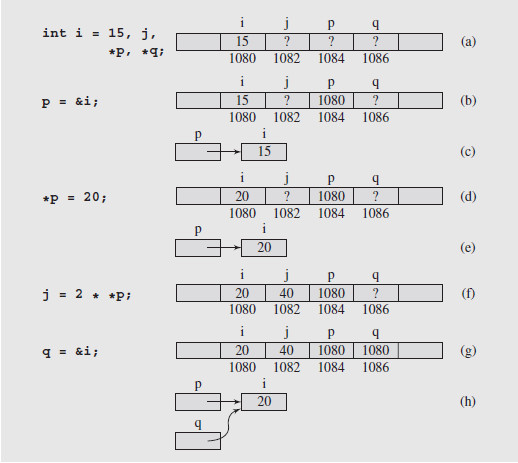 i j p q
int i = 15, j, 15 ? ? ? (a)
*p, *q; 1080 1082 1084 1086
i j p q
p = &i; 15 ? 1080 ? (b)
1080 1082 1084 1086
p i
15 (c)
i j p q
*p = 20; 20 ? 1080 ? (d)
1080 1082 1084 1086
p i
20 (e)
i j p q
j = 2 * *p; 20 40 1080 ? (f)
1080 1082 1084 1086
i j p q
q = &i; 20 40 1080 1080 (g)
1080 1082 1084 1086
p i
20 (h)
q